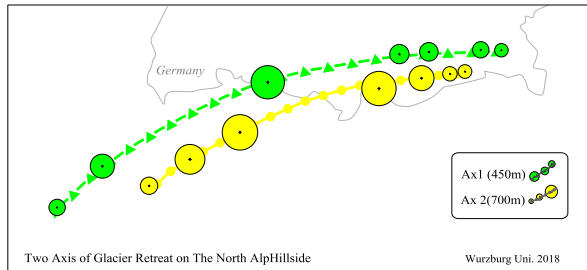 Germany
Ax1 (450m)
Ax 2(700m)
Two Axis of Glacier Retreat on The North AlpHillside
Wurzburg Uni. 2018